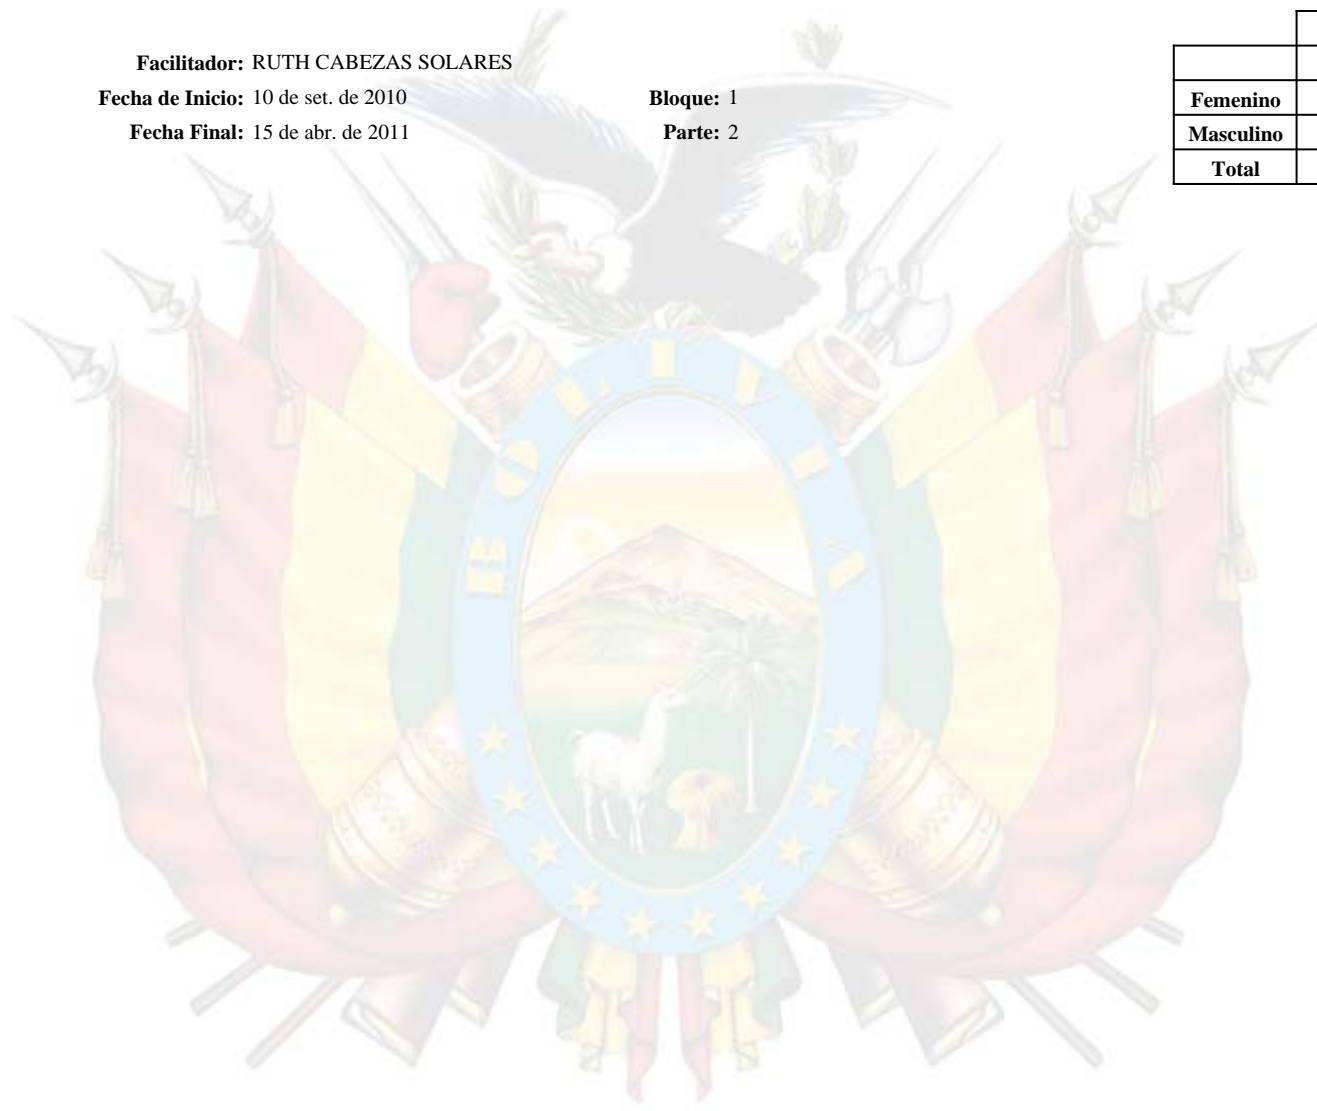 Facilitador: RUTH CABEZAS SOLARES
Fecha de Inicio: 10 de set. de 2010 Bloque: 1
Fecha Final: 15 de abr. de 2011 Parte: 2
Femenino
Masculino
Total
BOLIVIA